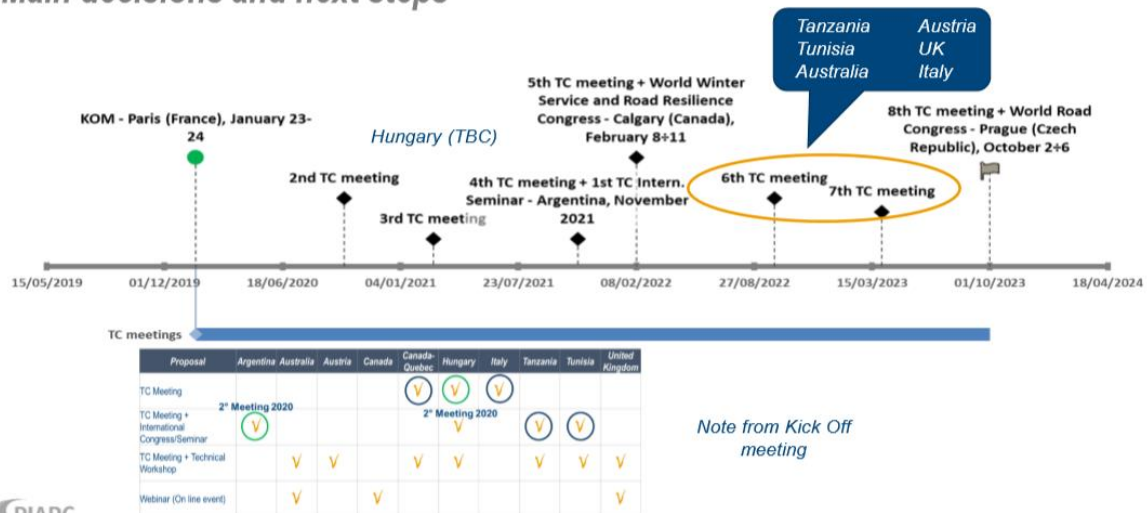 Main decisions and next steps
Tanzania Austria
Tunisia UK
Australia Italy
5th TC meeting + World Winter
Service and Road Resilience
Congress - Calgary (Canada),
February 8÷11
8th TC meeting + World Road
Congress - Prague (Czech
Republic), October 2÷6
KOM - Paris (France), January 23-
24
Hungary (TBC)
2nd TC meeting
4th TC meeting + 1st TC Intern.
Seminar - Argentina, November
2021
6th TC meeting
7th TC meeting
3rd TC meeting
15/05/2019 01/12/2019 18/06/2020 04/01/2021 23/07/2021 08/02/2022 27/08/2022 15/03/2023 01/10/2023 18/04/2024
TC meetings
Proposal Argentina Australia Austria Canada Canada-
Quebec Hungary Italy Tanzania Tunisia United
Kingdom
TC Meeting V V V
2° Meeting 2020 2° Meeting 2020
TC Meeting +
International
Congress/Seminar V V V V
TC Meeting + Technical
Workshop V V V V V V V
Webinar (On line event) V V V
Note from Kick Off
meeting
PIARC